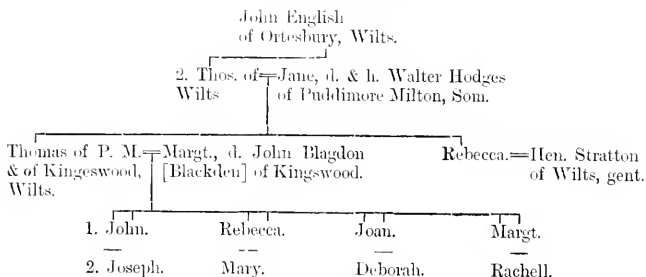 John English
of Ortesbury, Wilts.
2. Thos. of=Jane, d. & h. Walter Hodges
Wilts of Puddimore Milton, Som.
Thomas of P. M.=Margt., d. John Blagdon
& of Kingeswood, [Blackden] of Kingswood.
Wilts.
Rebecca.=Hen. Stratton
of Wilts, gent.
1. John. Rebecca. Joan. Margt.
2. Joseph. Mary. Deborah. Rachell.